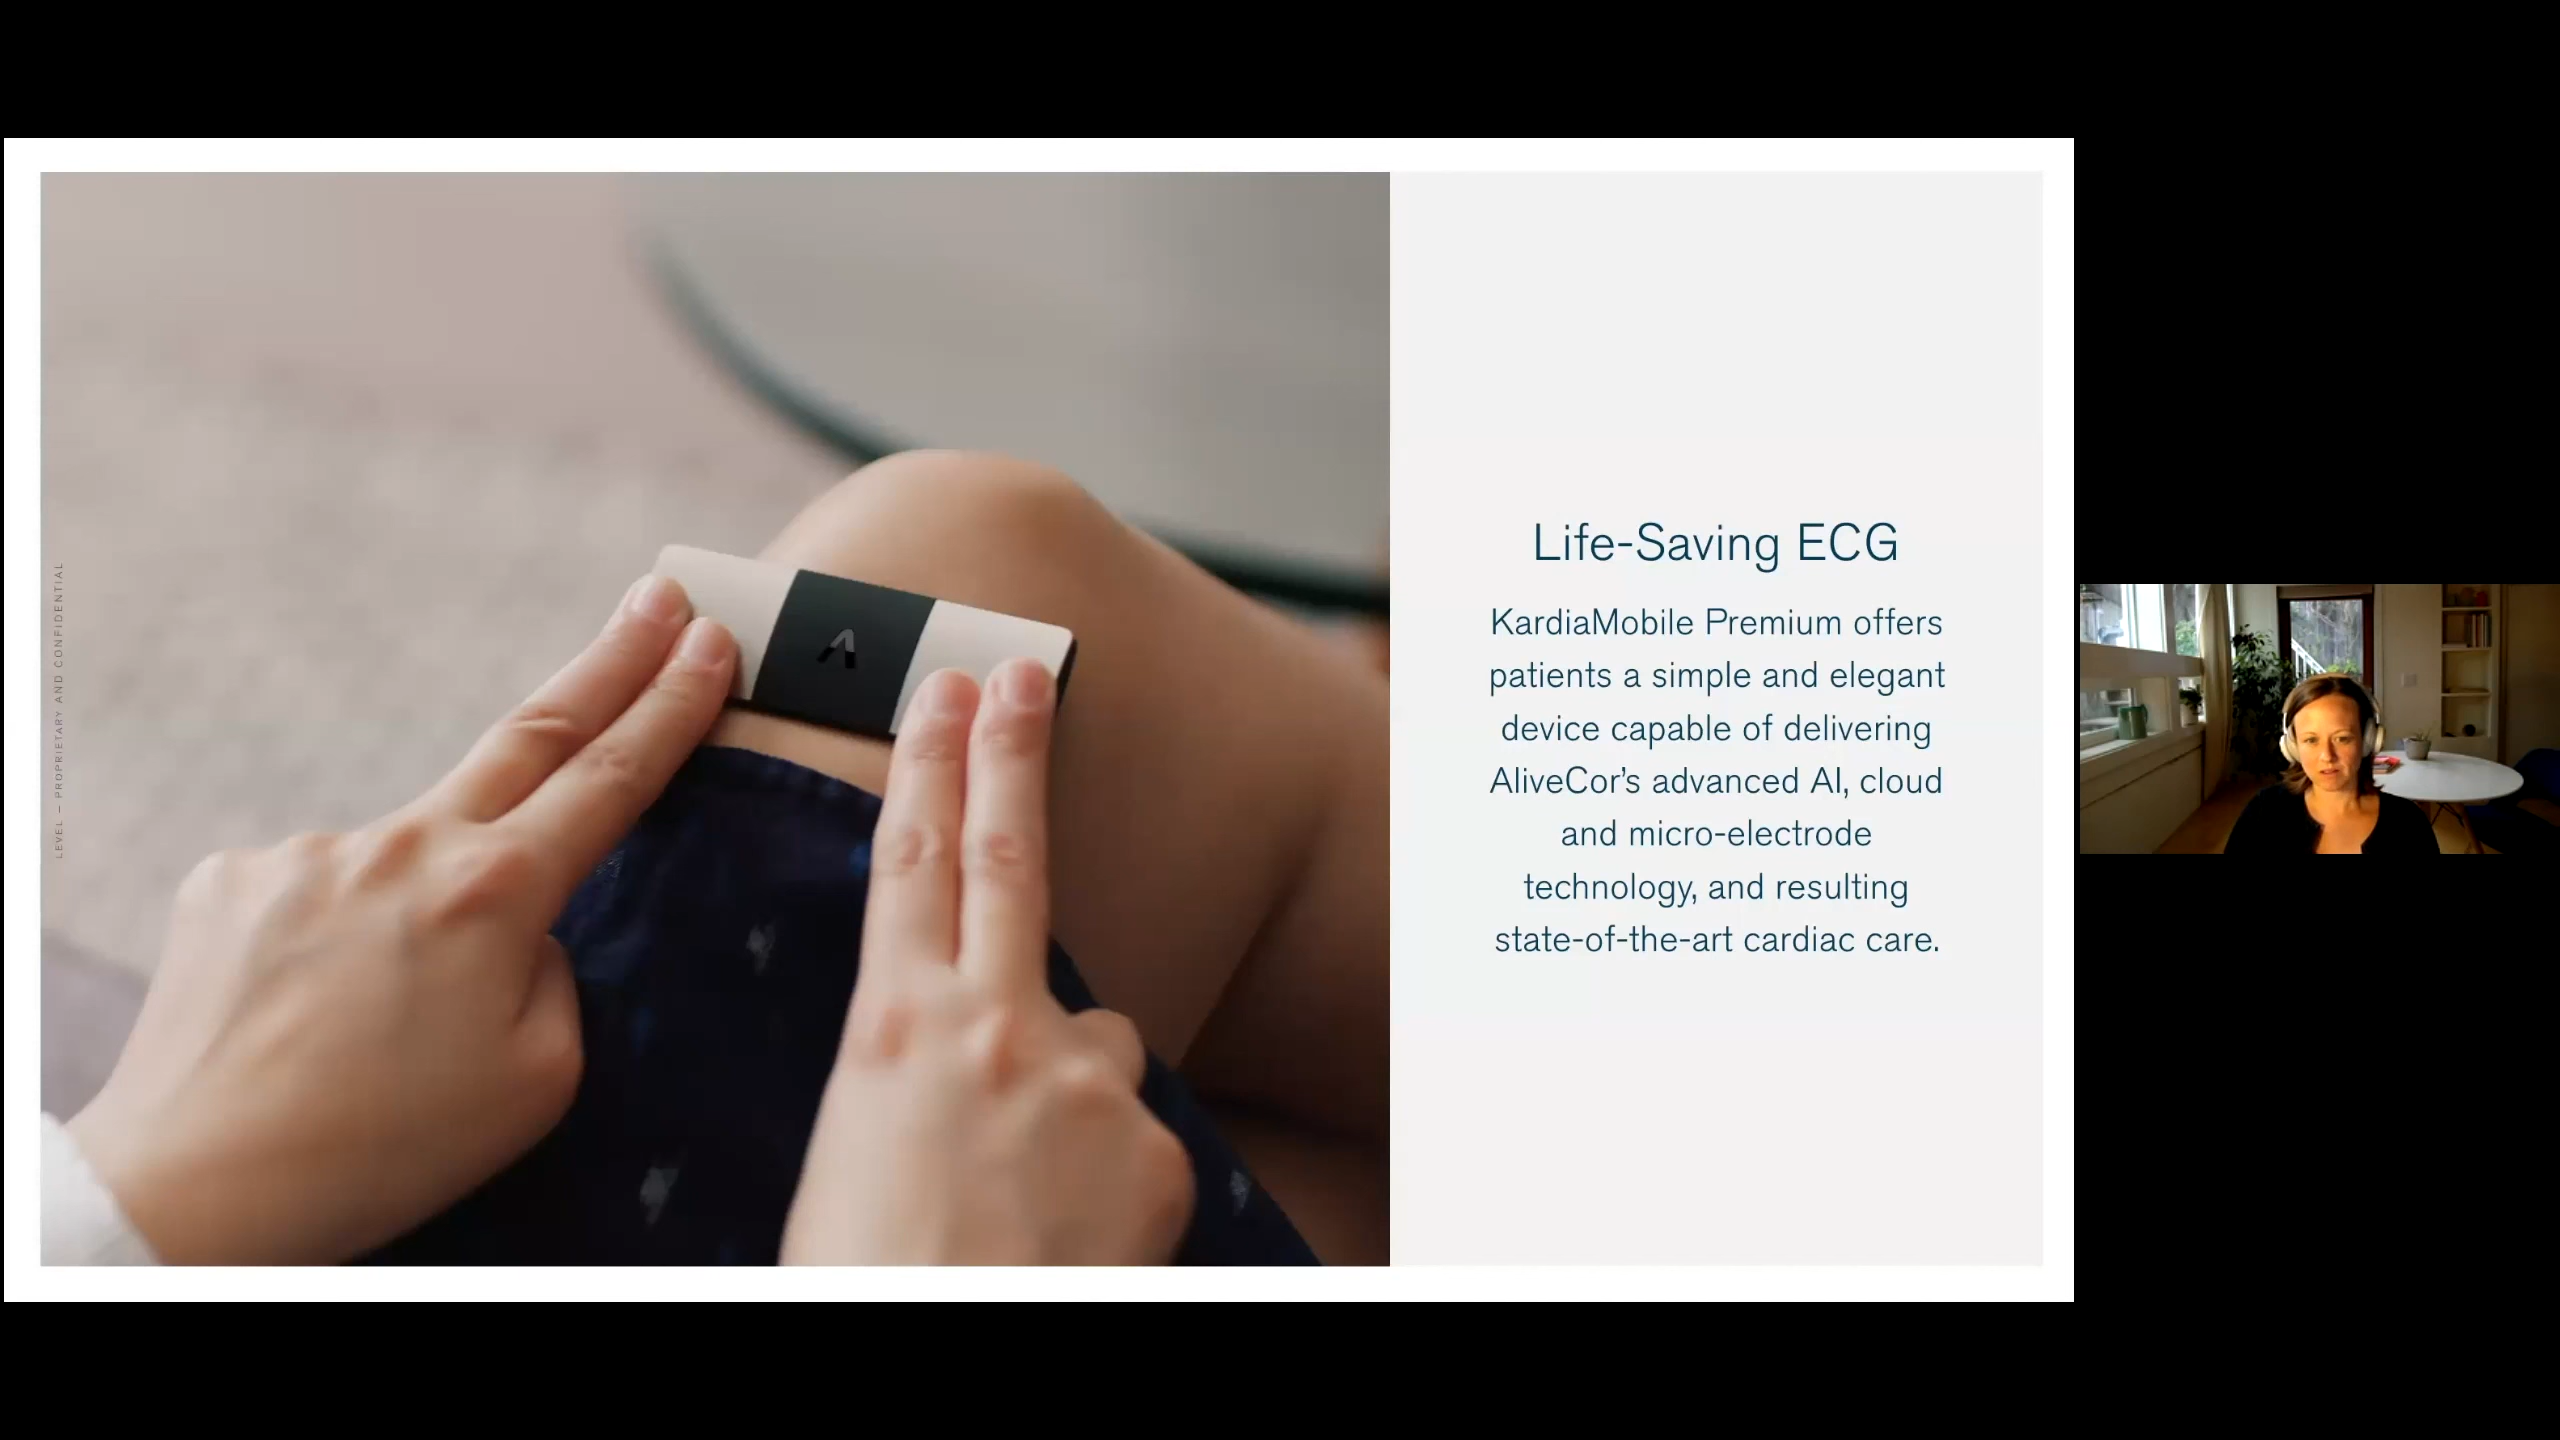 LEVEL — PROPRIETARY AND CONFIDENTIAL
Life-Saving ECG
KardiaMobile Premium offers
patients a simple and elegant
device capable of delivering
AliveCor’s advanced AI, cloud
and micro-electrode
technology, and resulting
state-of-the-art cardiac care.